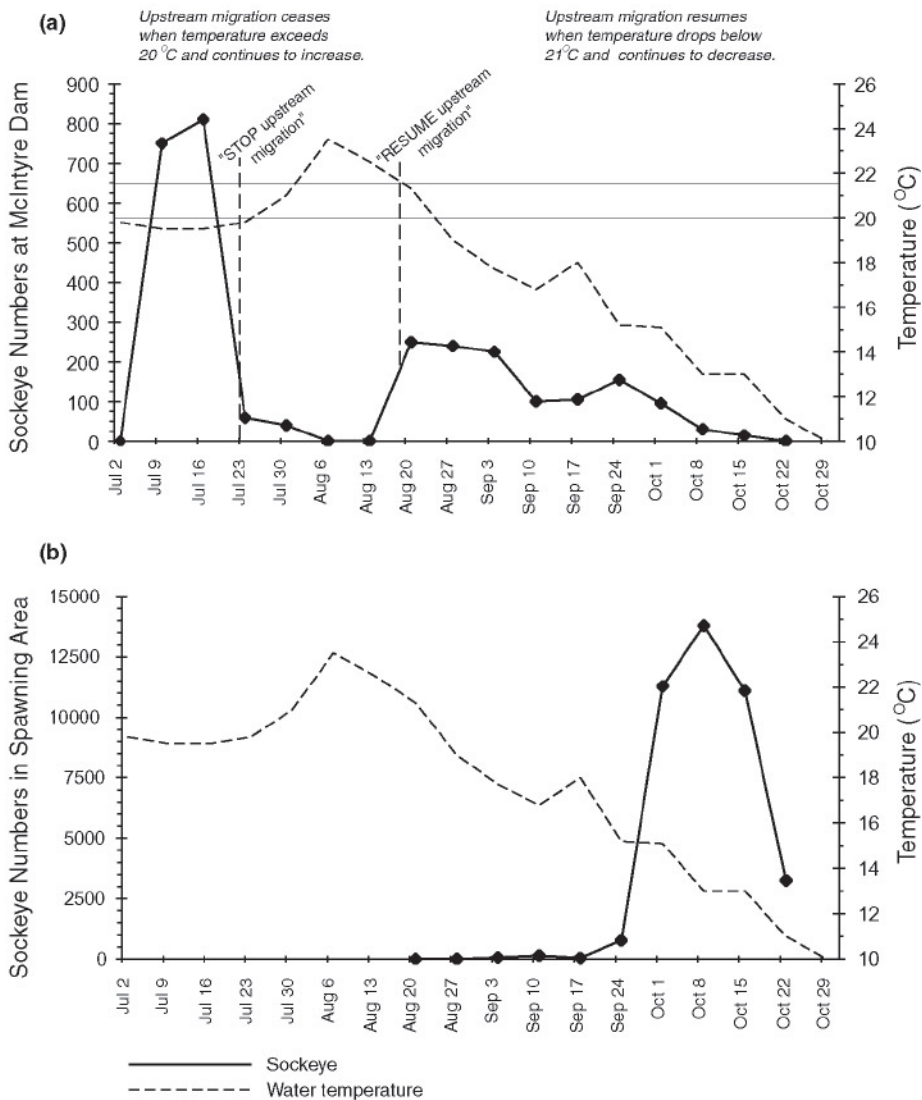 (a)
Upstream migration ceases
when temperature exceeds
20 °C and continues to increase.
Upstream migration resumes
when temperature drops below
21°C and continues to decrease.
"STOP upstream
migration"
"RESUME upstream
migration"
Sockeye Numbers at McIntyre Dam
900
800
700
600
500
400
300
200
100
0
Temperature (°C)
26
24
22
20
18
16
14
12
10
Jul 2
Jul 9
Jul 16
Jul 23
Jul 30
Aug 6
Aug 13
Aug 20
Aug 27
Sep 3
Sep 10
Sep 17
Sep 24
Oct 1
Oct 8
Oct 15
Oct 22
Oct 29
(b)
Sockeye Numbers in Spawning Area
15000
12500
10000
7500
5000
2500
0
Temperature (°C)
26
24
22
20
18
16
14
12
10
Jul 2
Jul 9
Jul 16
Jul 23
Jul 30
Aug 6
Aug 13
Aug 20
Aug 27
Sep 3
Sep 10
Sep 17
Sep 24
Oct 1
Oct 8
Oct 15
Oct 22
Oct 29
Sockeye
Water temperature